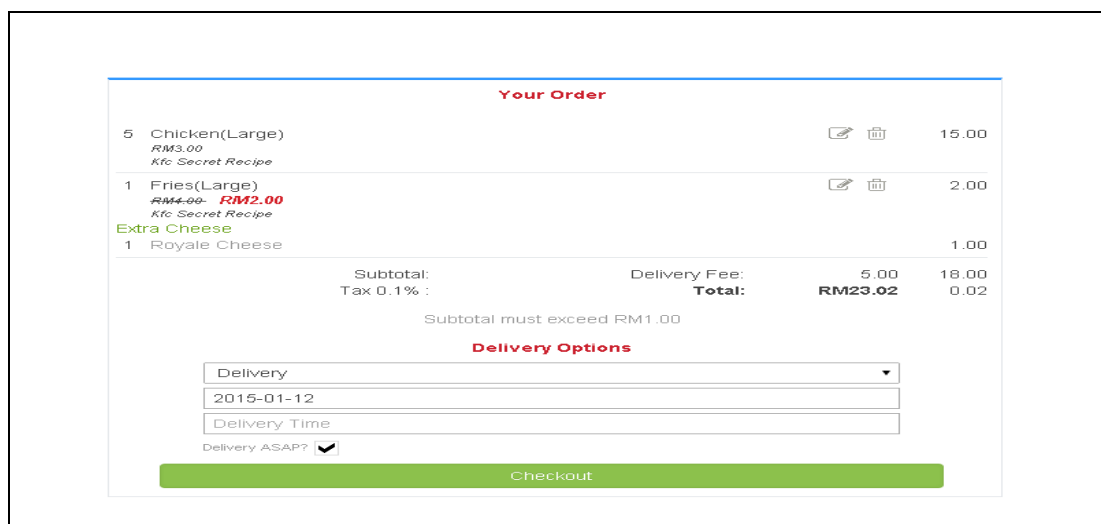 Your Order
5 Chicken(Large) 15.00
RM3.00
Kfc Secret Recipe
1 Fries(Large) 2.00
RM4.00 RM2.00
Kfc Secret Recipe
Extra Cheese
1 Royale Cheese 1.00
Subtotal: Delivery Fee: 5.00 18.00
Tax 0.1% : Total: RM23.02 0.02
Subtotal must exceed RM1.00
Delivery Options
Delivery
2015-01-12
Delivery Time
Delivery ASAP?
Checkout